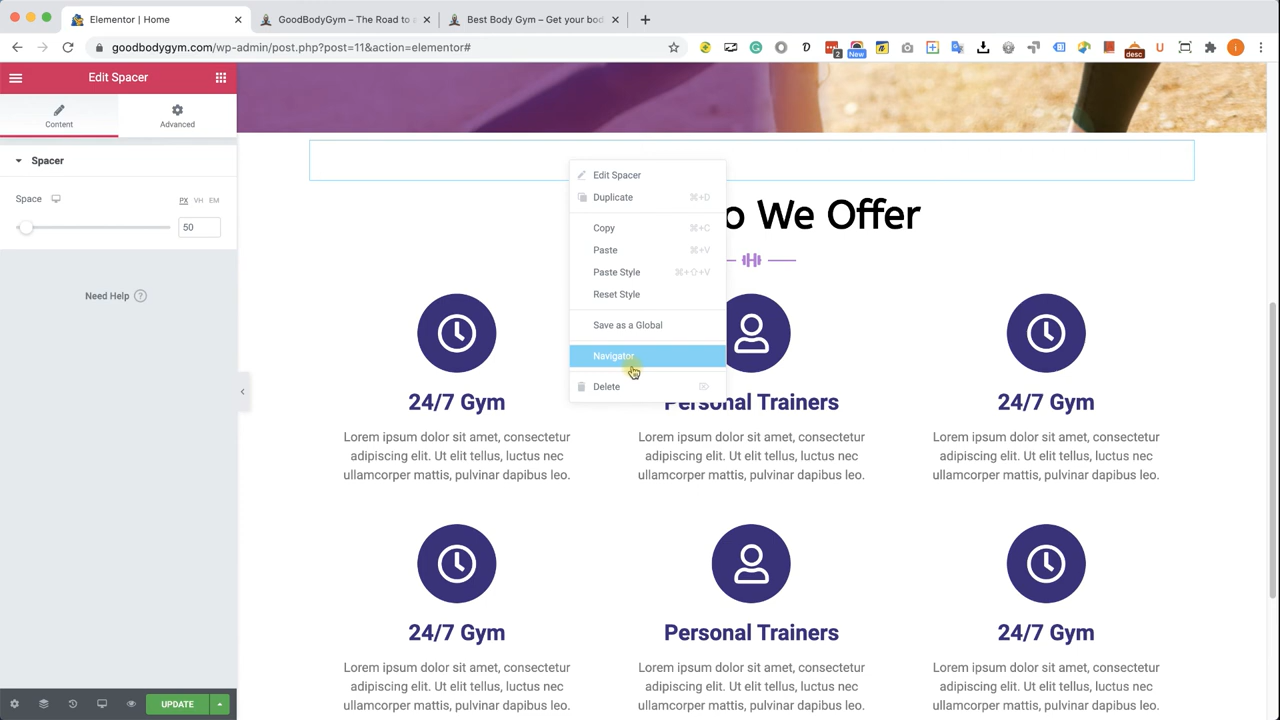 Elementor | Home
GoodBodyGym – The Road to a
Best Body Gym – Get your bod
goodbodygym.com/wp-admin/post.php?post=11&action=elementor#
2
New
desc
i
Edit Spacer
Content
Advanced
Spacer
Space
PX VH EM
50
Need Help ?
UPDATE
Edit Spacer
Duplicate ⌘+D
Copy ⌘+C
Paste ⌘+V
Paste Style ⌘+⇧+V
Reset Style
Save as a Global
Navigator
Delete
o We Offer
24/7 Gym
Personal Trainers
24/7 Gym
Lorem ipsum dolor sit amet, consectetur
adipiscing elit. Ut elit tellus, luctus nec
ullamcorper mattis, pulvinar dapibus leo.
Lorem ipsum dolor sit amet, consectetur
adipiscing elit. Ut elit tellus, luctus nec
ullamcorper mattis, pulvinar dapibus leo.
Lorem ipsum dolor sit amet, consectetur
adipiscing elit. Ut elit tellus, luctus nec
ullamcorper mattis, pulvinar dapibus leo.
24/7 Gym
Personal Trainers
24/7 Gym
Lorem ipsum dolor sit amet, consectetur
adipiscing elit. Ut elit tellus, luctus nec
ullamcorper mattis, pulvinar dapibus leo.
Lorem ipsum dolor sit amet, consectetur
adipiscing elit. Ut elit tellus, luctus nec
ullamcorper mattis, pulvinar dapibus leo.
Lorem ipsum dolor sit amet, consectetur
adipiscing elit. Ut elit tellus, luctus nec
ullamcorper mattis, pulvinar dapibus leo.